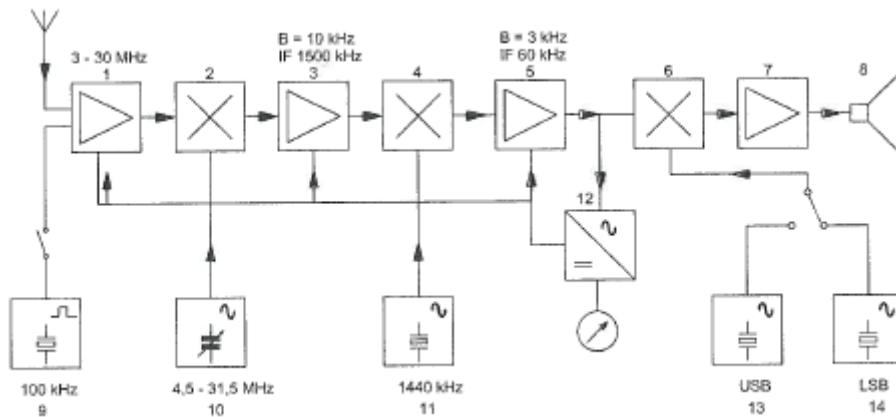 3 - 30 MHz
1
2
B = 10 kHz
IF 1500 kHz
3
4
B = 3 kHz
IF 60 kHz
5
6
7
8
12
100 kHz
9
4,5 - 31,5 MHz
10
1440 kHz
11
USB
13
LSB
14